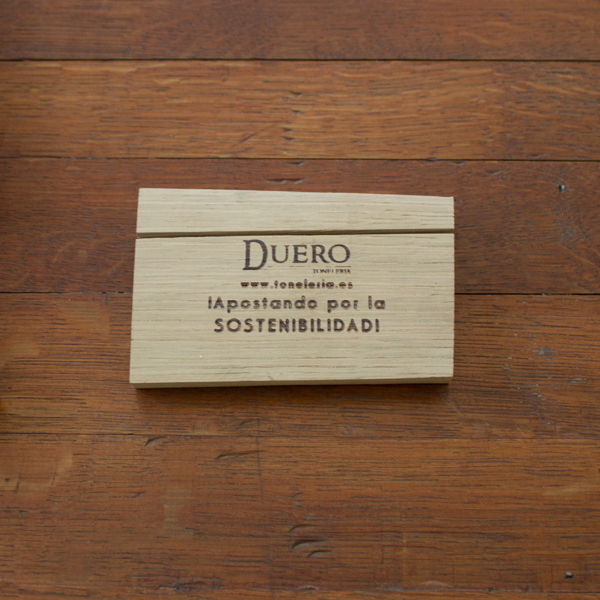 DUERO
TONELERIA
www.toneleria.es
¡Apostando por la
SOSTENIBILIDAD!